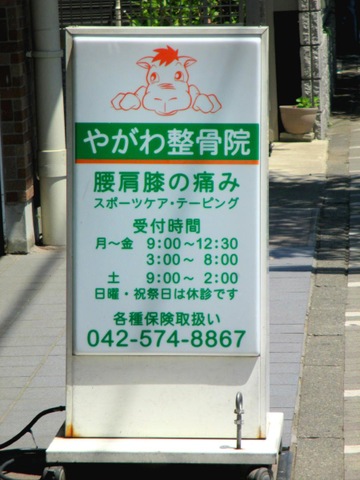 やがわ整骨院
腰肩膝の痛み
スポーツケア・テーピング
受付時間
月～金 9:00～12:30
3:00～ 8:00
土 9:00～ 2:00
日曜・祝祭日は休診です
各種保険取扱い
042-574-8867